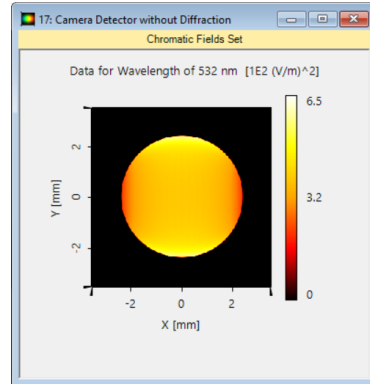 17: Camera Detector without Diffraction
Chromatic Fields Set
Data for Wavelength of 532 nm [1E2 (V/m)^2]
6.5
3.2
0
Y [mm]
2
0
-2
-2
0
2
X [mm]